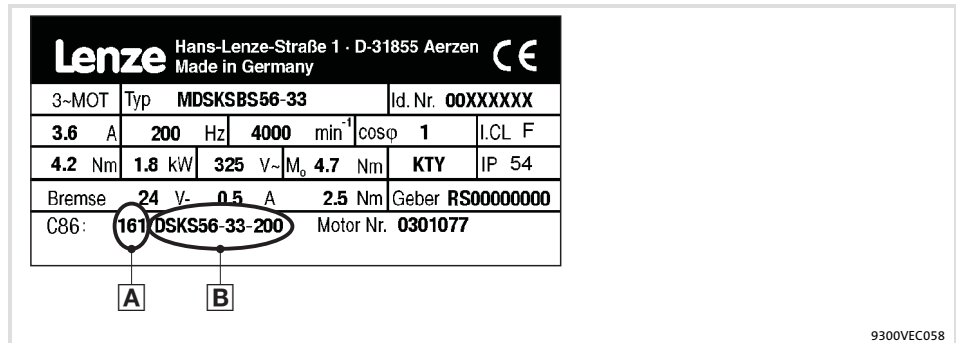 Lenze Hans-Lenze-Straße 1 · D-31855 Aerzen CE
Made in Germany
3~MOT Typ MDSKSBS56-33 Id. Nr. 00XXXXXX
3.6 A 200 Hz 4000 min⁻¹ cosφ 1 I.CL F
4.2 Nm 1.8 kW 325 V~ M₀ 4.7 Nm KTY IP 54
Bremse 24 V- 0.5 A 2.5 Nm Geber RS00000000
C86: 161 DSKS56-33-200 Motor Nr. 0301077
A B
9300VEC058